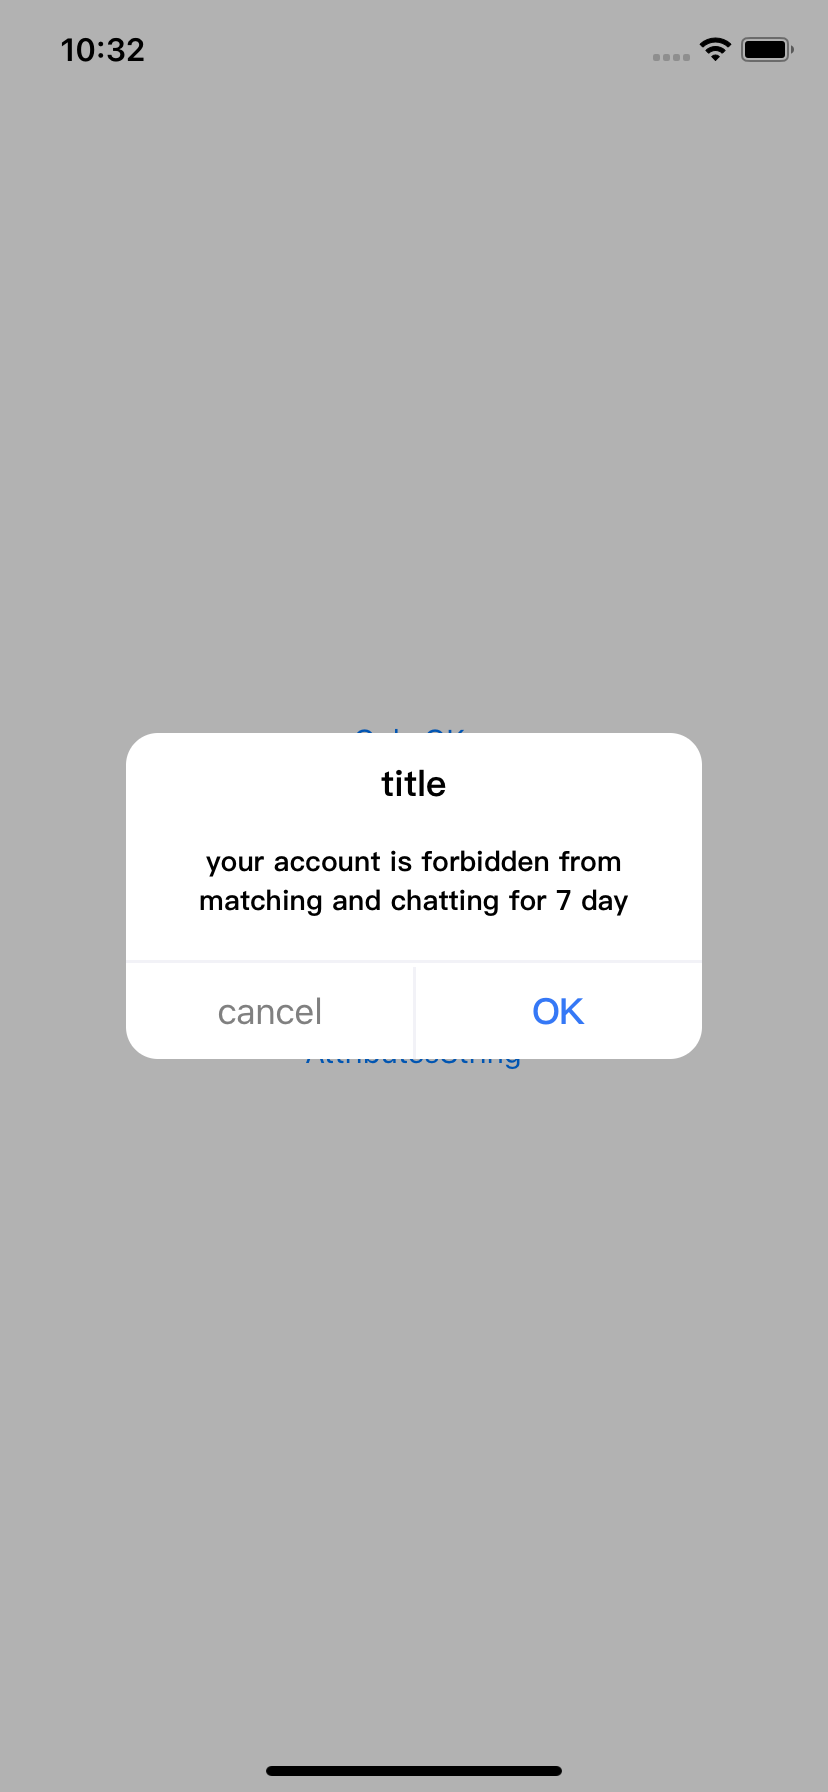 10:32
title
your account is forbidden from
matching and chatting for 7 day
cancel
OK